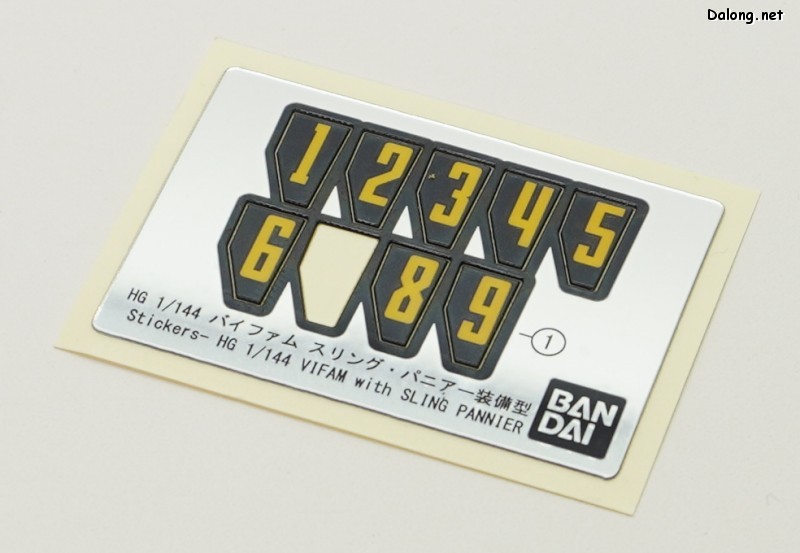 Dalong.net
1 2 3 4 5
6 8 9
1
HG 1/144 バイファム スリング・パニアー装備型
Stickers- HG 1/144 VIFAM with SLING PANNIER
BAN
DAI